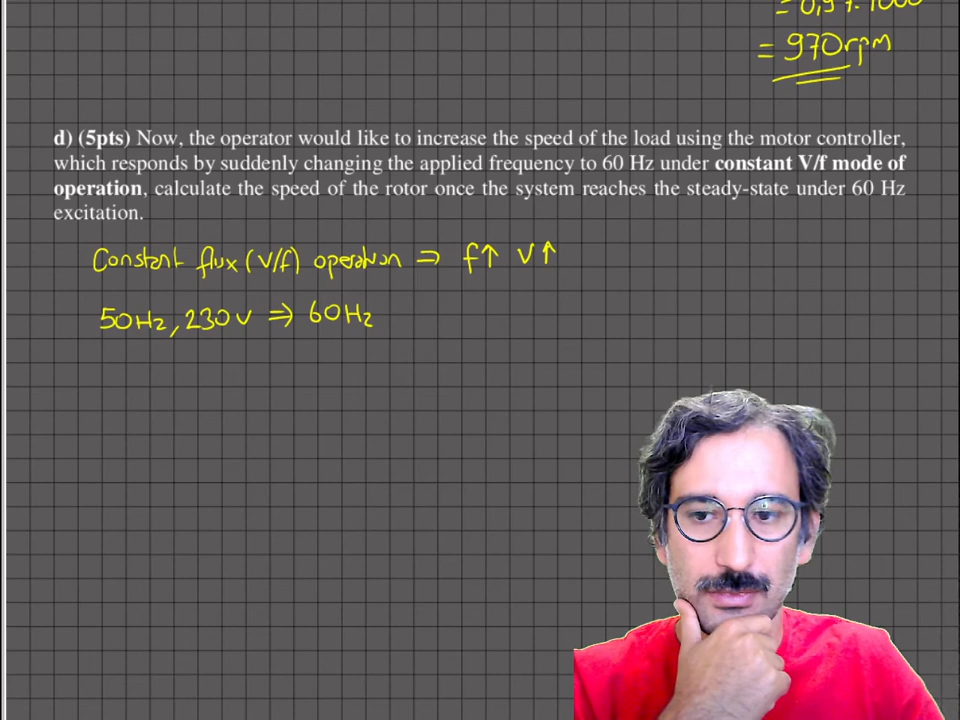 = 0,97.1000
= 970rpm
d) (5pts) Now, the operator would like to increase the speed of the load using the motor controller,
which responds by suddenly changing the applied frequency to 60 Hz under constant V/f mode of
operation, calculate the speed of the rotor once the system reaches the steady-state under 60 Hz
excitation.
Constant flux (V/f) operation ⇒ f↑ V↑
50Hz, 230V ⇒ 60Hz